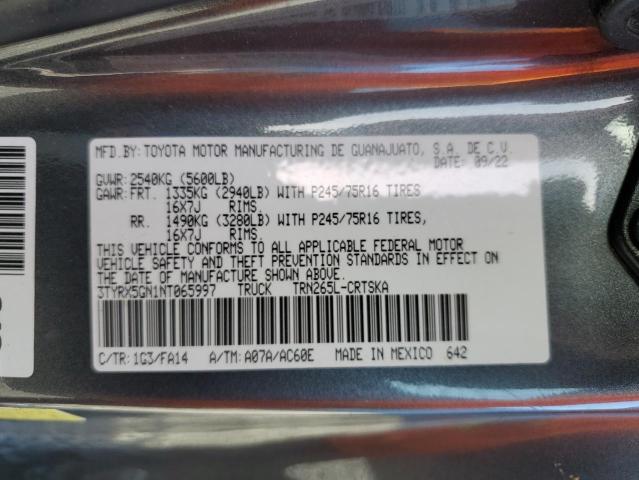 MFD.BY:TOYOTA MOTOR MANUFACTURING DE GUANAJUATO, S.A. DE C.V.
DATE: 09/22
GVWR:2540KG (5600LB)
GAWR:FRT. 1335KG (2940LB) WITH P245/75R16 TIRES
16X7J RIMS,
RR. 1490KG (3280LB) WITH P245/75R16 TIRES,
16X7J RIMS.
THIS VEHICLE CONFORMS TO ALL APPLICABLE FEDERAL MOTOR
VEHICLE SAFETY AND THEFT PREVENTION STANDARDS IN EFFECT ON
THE DATE OF MANUFACTURE SHOWN ABOVE.
3TYRX5GN1NT065997 TRUCK TRN265L-CRTSKA
C/TR:1G3/FA14 A/TM:A07A/AC60E MADE IN MEXICO 642